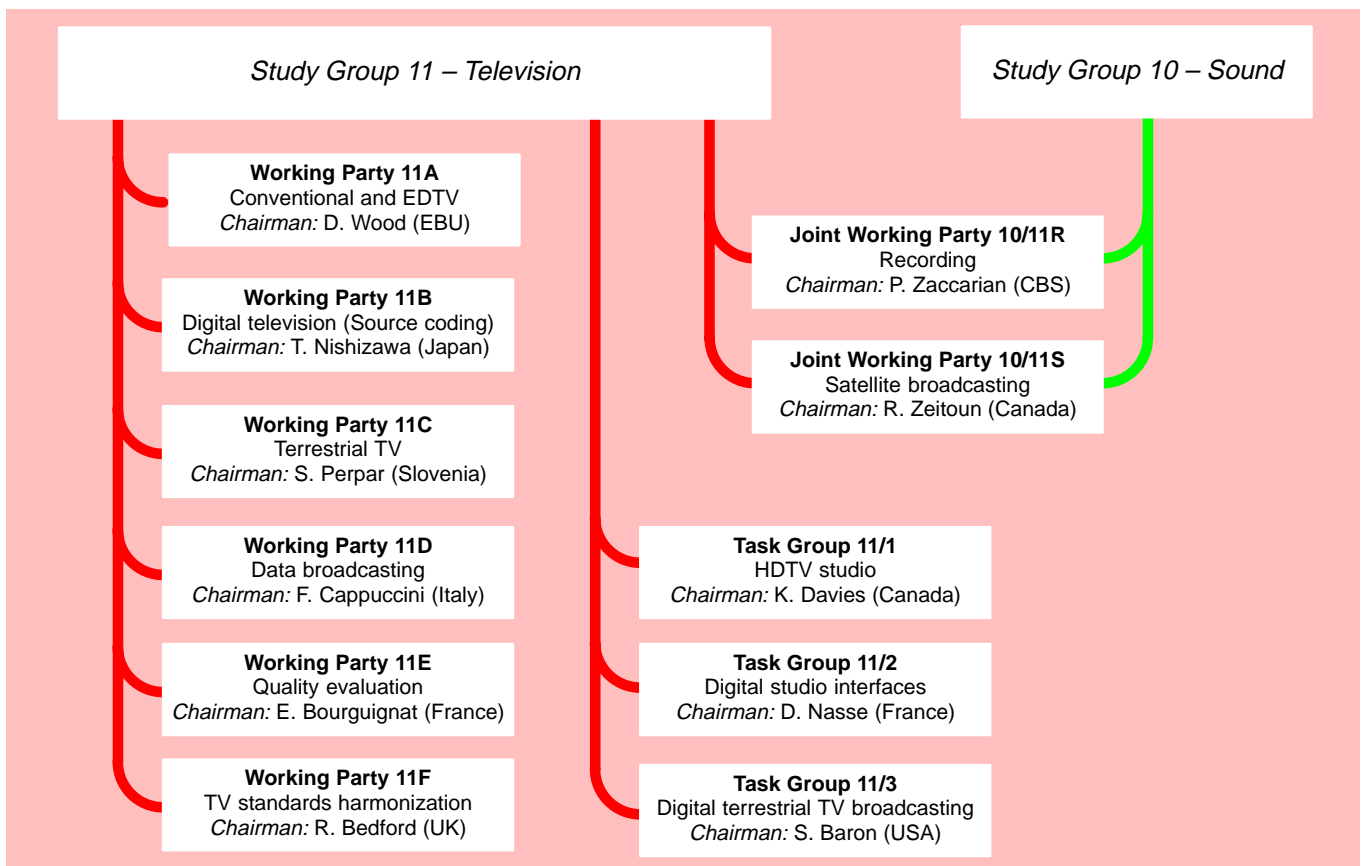 Study Group 11 – Television
Study Group 10 – Sound
Working Party 11A
Conventional and EDTV
Chairman: D. Wood (EBU)
Working Party 11B
Digital television (Source coding)
Chairman: T. Nishizawa (Japan)
Working Party 11C
Terrestrial TV
Chairman: S. Perpar (Slovenia)
Working Party 11D
Data broadcasting
Chairman: F. Cappuccini (Italy)
Working Party 11E
Quality evaluation
Chairman: E. Bourguignat (France)
Working Party 11F
TV standards harmonization
Chairman: R. Bedford (UK)
Joint Working Party 10/11R
Recording
Chairman: P. Zaccarian (CBS)
Joint Working Party 10/11S
Satellite broadcasting
Chairman: R. Zeitoun (Canada)
Task Group 11/1
HDTV studio
Chairman: K. Davies (Canada)
Task Group 11/2
Digital studio interfaces
Chairman: D. Nasse (France)
Task Group 11/3
Digital terrestrial TV broadcasting
Chairman: S. Baron (USA)